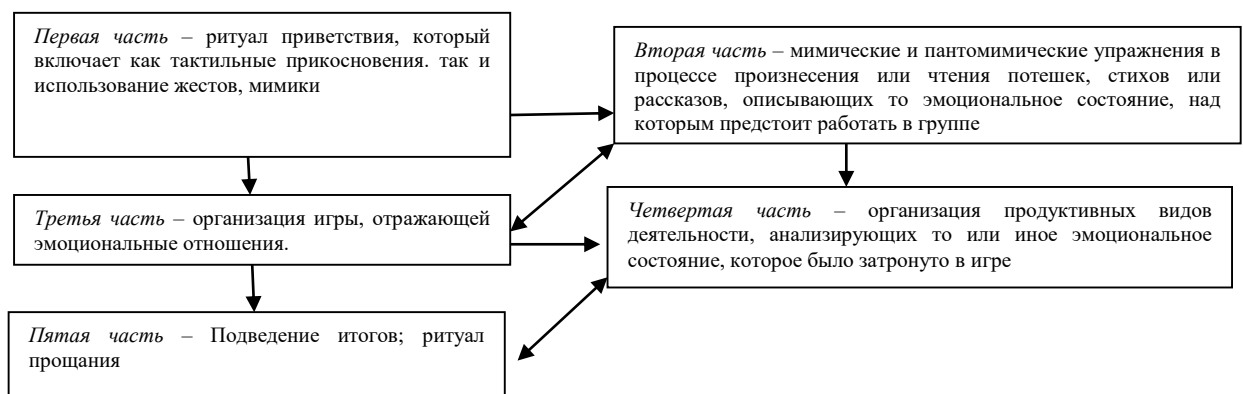 Первая часть – ритуал приветствия, который
включает как тактильные прикосновения. так и
использование жестов, мимики
Вторая часть – мимические и пантомимические упражнения в
процессе произнесения или чтения потешек, стихов или
рассказов, описывающих то эмоциональное состояние, над
которым предстоит работать в группе
Третья часть – организация игры, отражающей
эмоциональные отношения.
Четвертая часть – организация продуктивных видов
деятельности, анализирующих то или иное эмоциональное
состояние, которое было затронуто в игре
Пятая часть – Подведение итогов; ритуал
прощания